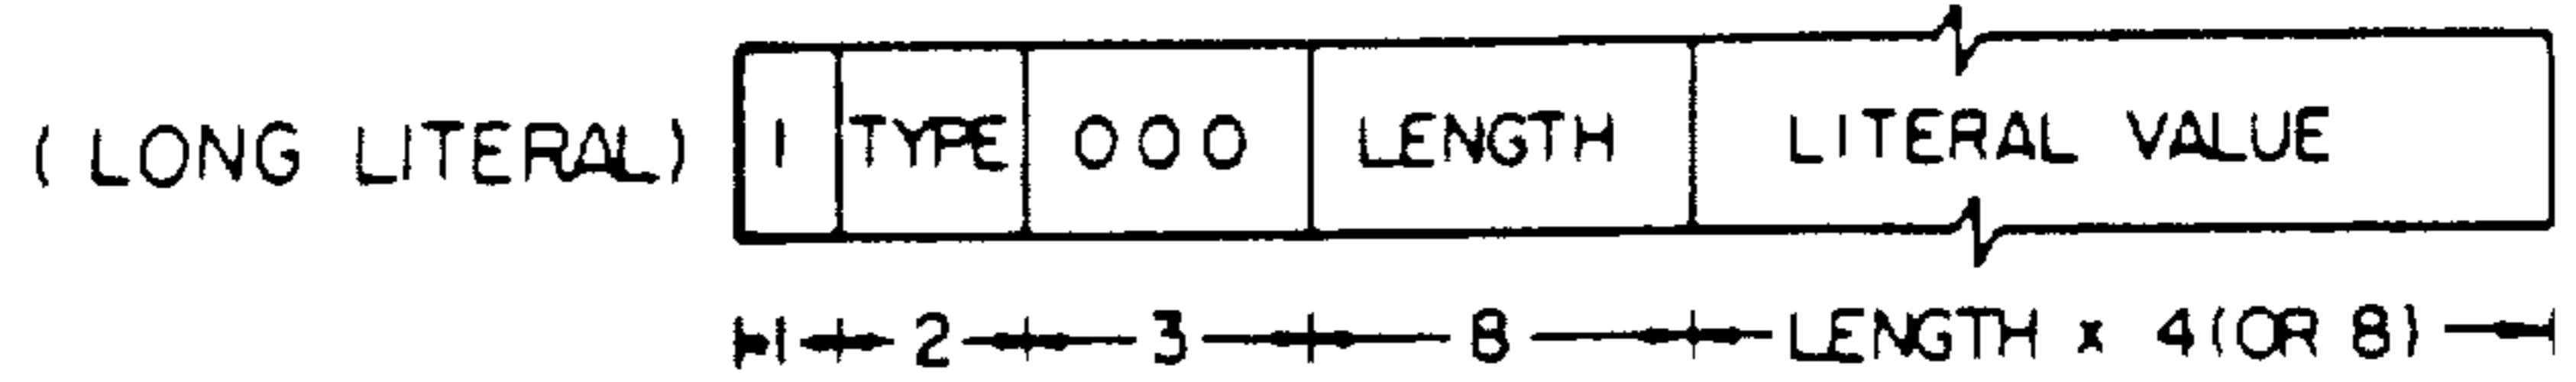 (LONG LITERAL) 1 TYPE 000 LENGTH LITERAL VALUE
1 2 3 8 LENGTH x 4(OR 8)